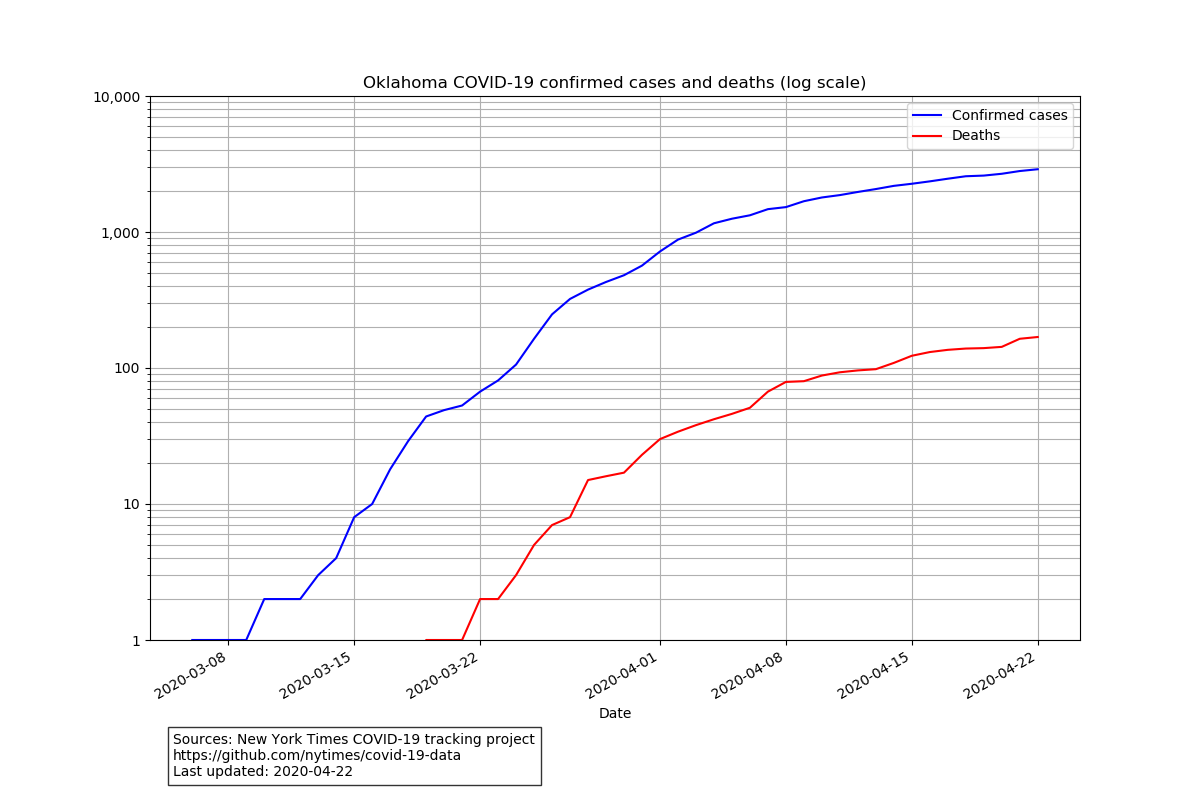 Oklahoma COVID-19 confirmed cases and deaths (log scale)
10,000
1,000
100
10
1
Confirmed cases
Deaths
2020-03-08
2020-03-15
2020-03-22
2020-04-01
2020-04-08
2020-04-15
2020-04-22
Date
Sources: New York Times COVID-19 tracking project
https://github.com/nytimes/covid-19-data
Last updated: 2020-04-22